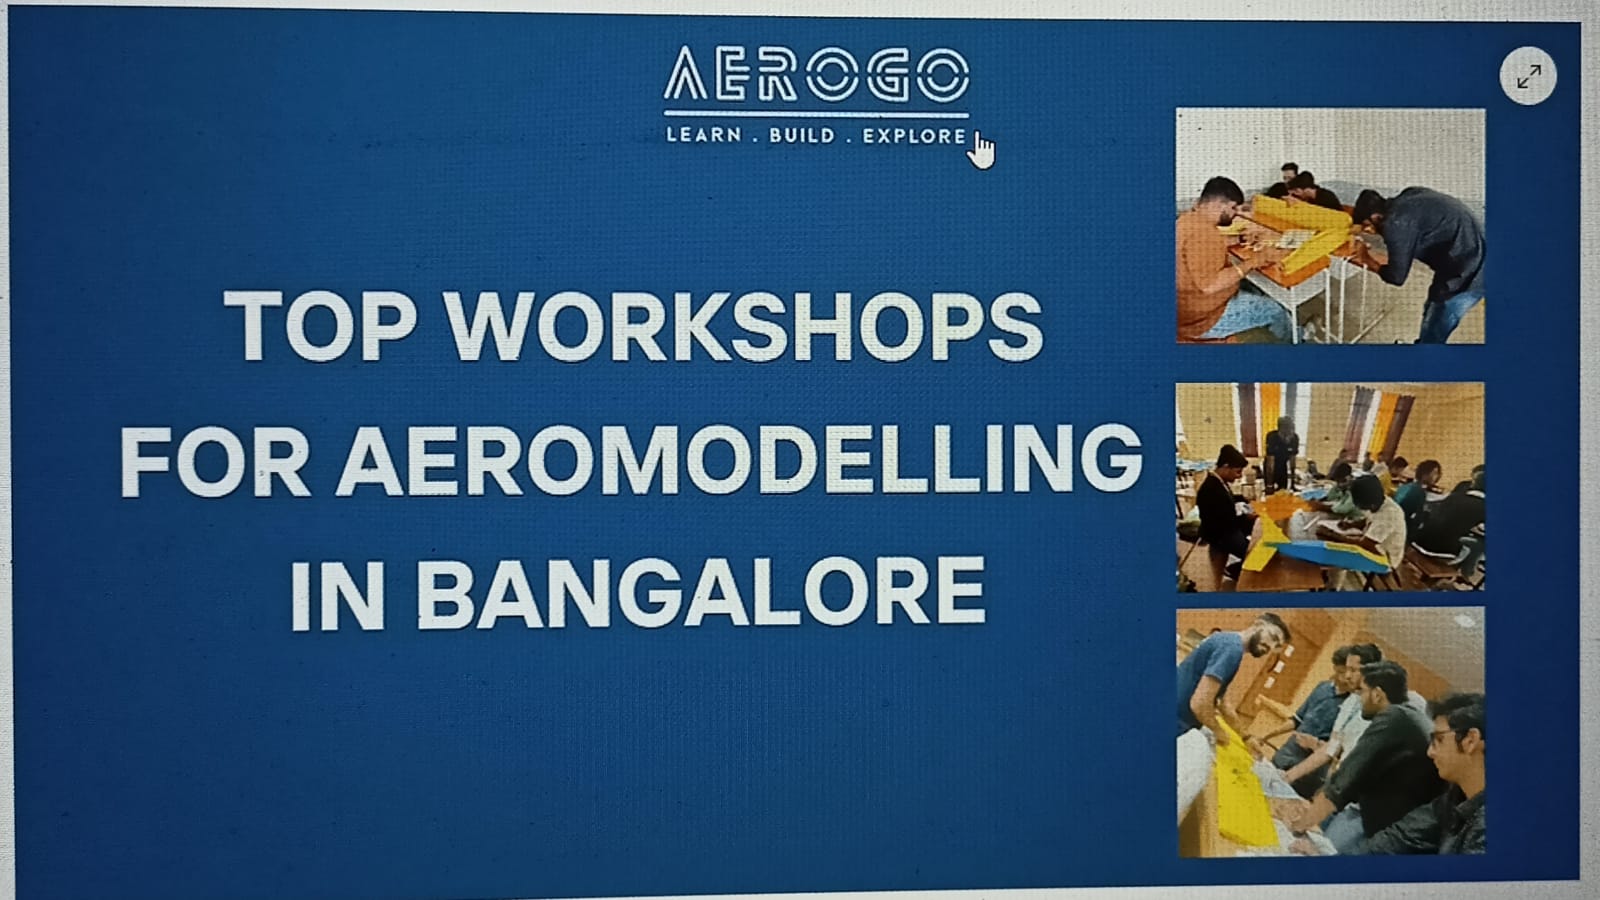 AEROGO
LEARN . BUILD . EXPLORE
TOP WORKSHOPS
FOR AEROMODELLING
IN BANGALORE